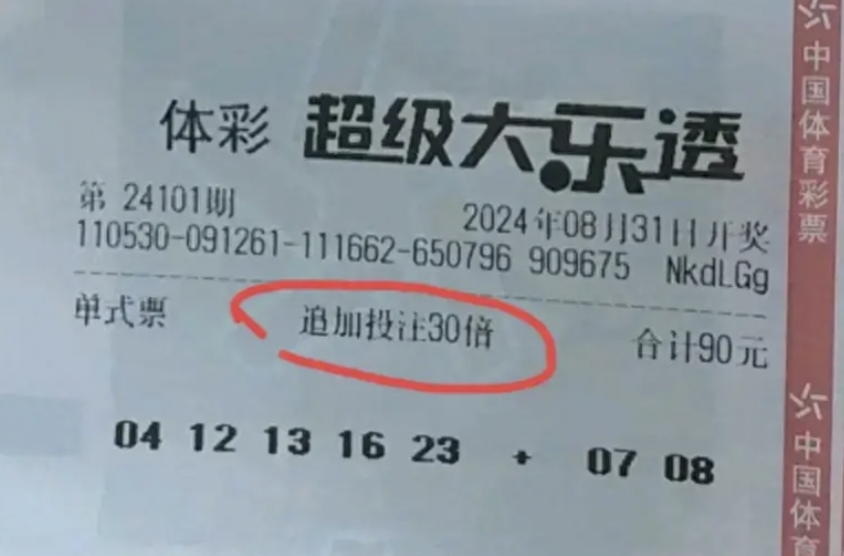 体彩 超级大乐透
第 24101期
2024年08月31日开奖
110530-091261-111662-650796 909675 NkdLGg
单式票 追加投注30倍 合计90元
04 12 13 16 23 + 07 08
中国体育彩票
中国体育